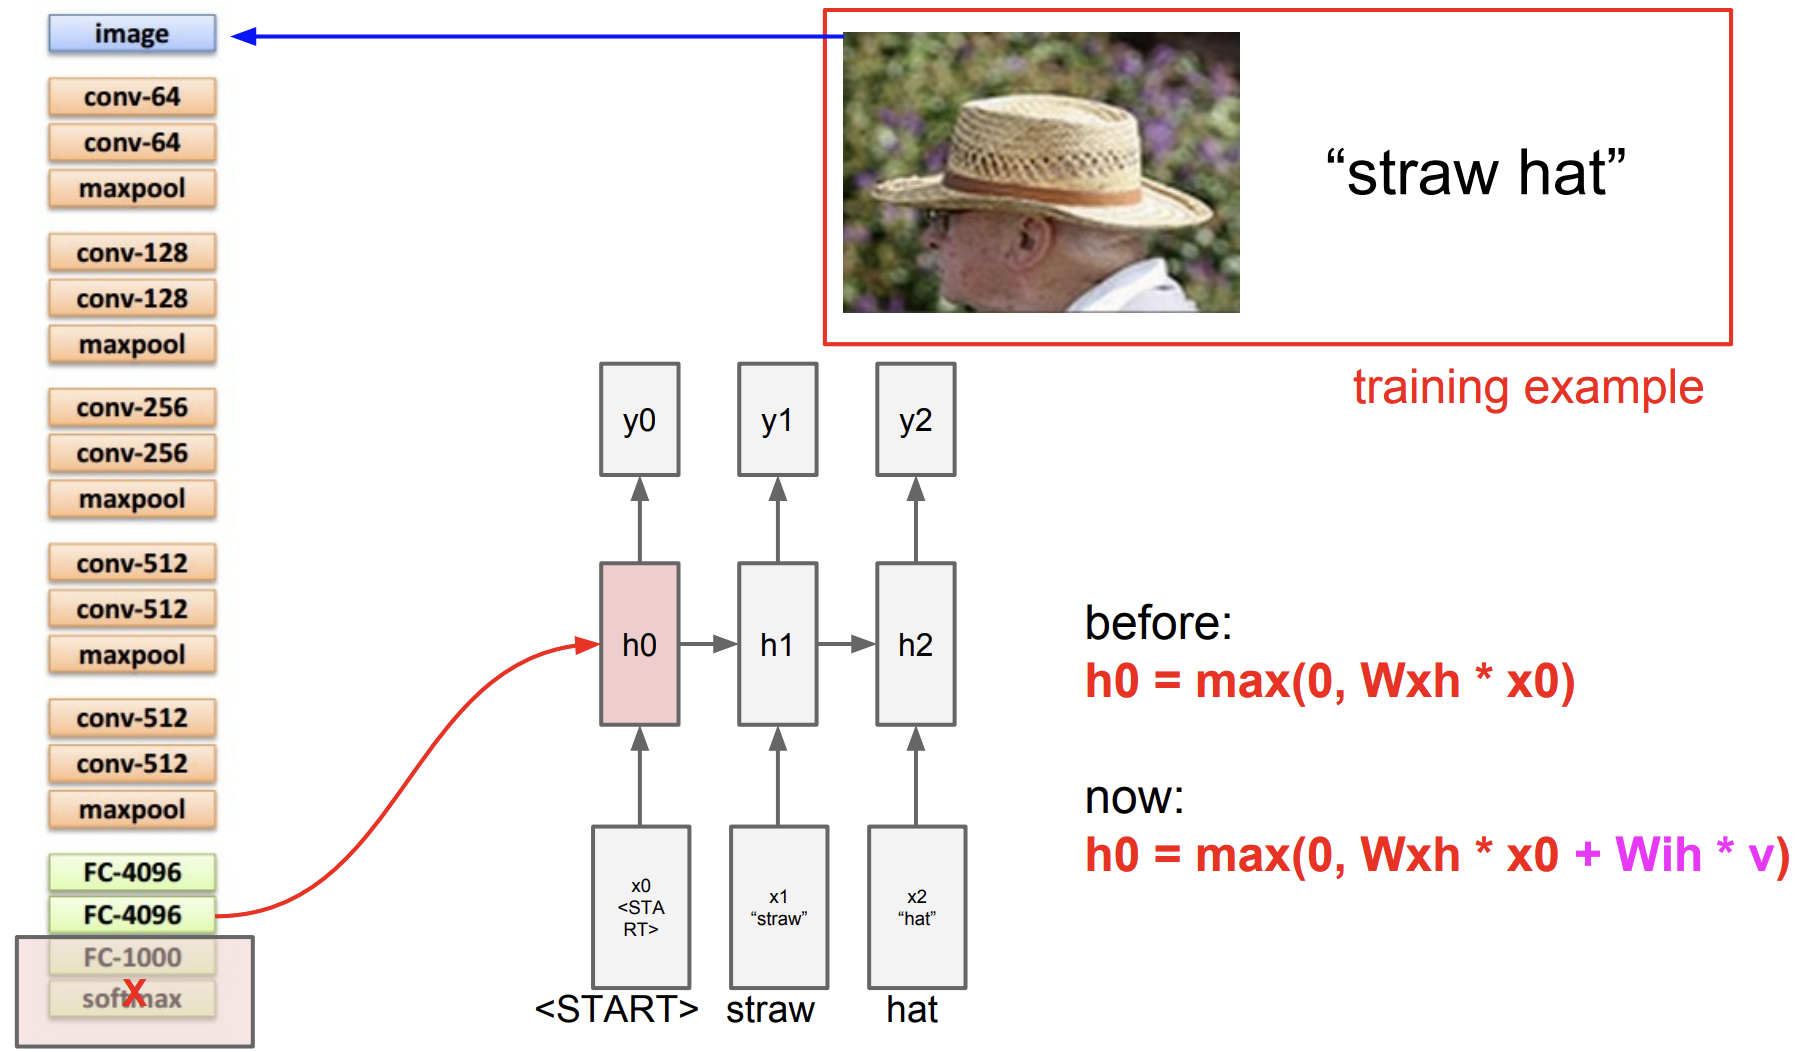 image
conv-64
conv-64
maxpool
conv-128
conv-128
maxpool
conv-256
conv-256
maxpool
conv-512
conv-512
maxpool
conv-512
conv-512
maxpool
FC-4096
FC-4096
FC-1000
softmax
X
“straw hat”
training example
y0
y1
y2
h0
h1
h2
x0
<STA
RT>
x1
“straw”
x2
“hat”
<START>
straw
hat
before:
h0 = max(0, Wxh * x0)
now:
h0 = max(0, Wxh * x0 + Wih * v)